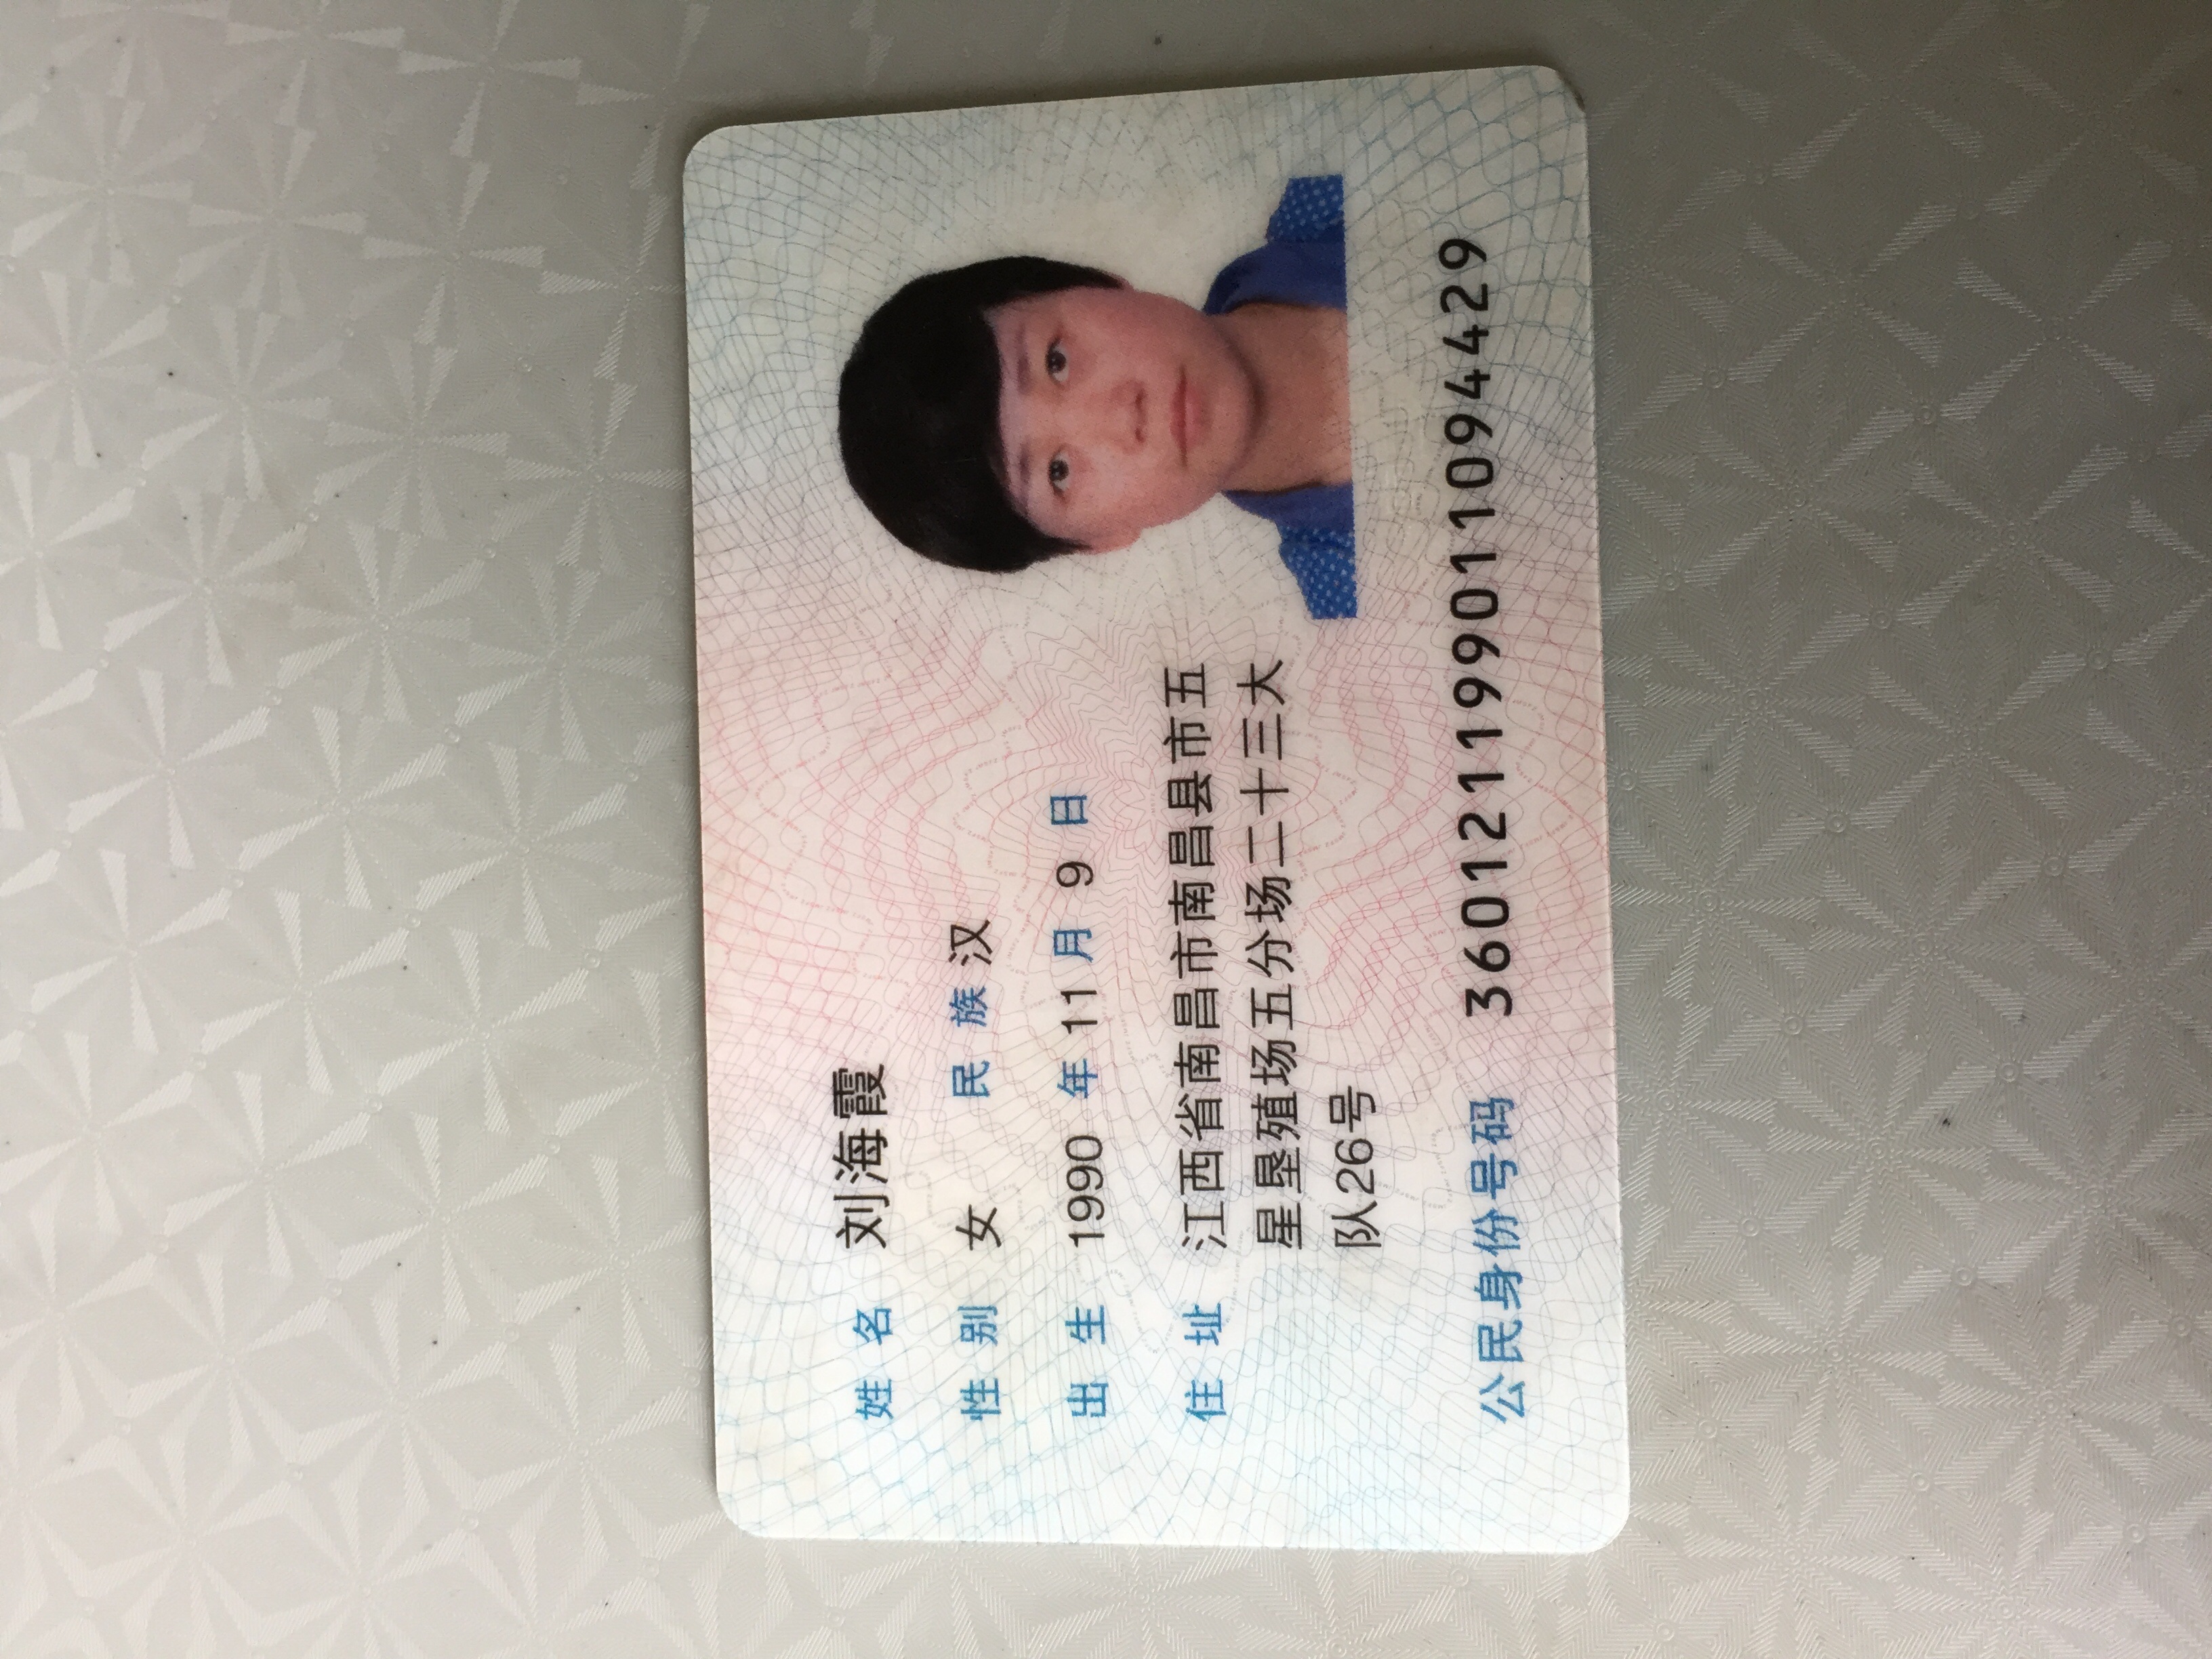 姓名 刘海霞
性别 女 民族 汉
出生 1990 年 11 月 9 日
住址 江西省南昌市南昌县市五
星垦殖场五分场二十三大
队26号
公民身份号码 360121199011094429